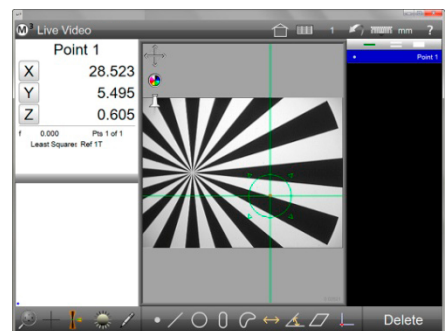 M³ Live Video
1 mm ?
Point 1
X 28.523
Y 5.495
Z 0.605
f 0.000 Pts 1 of 1
Least Squares Ref 1T
Point 1
Delete